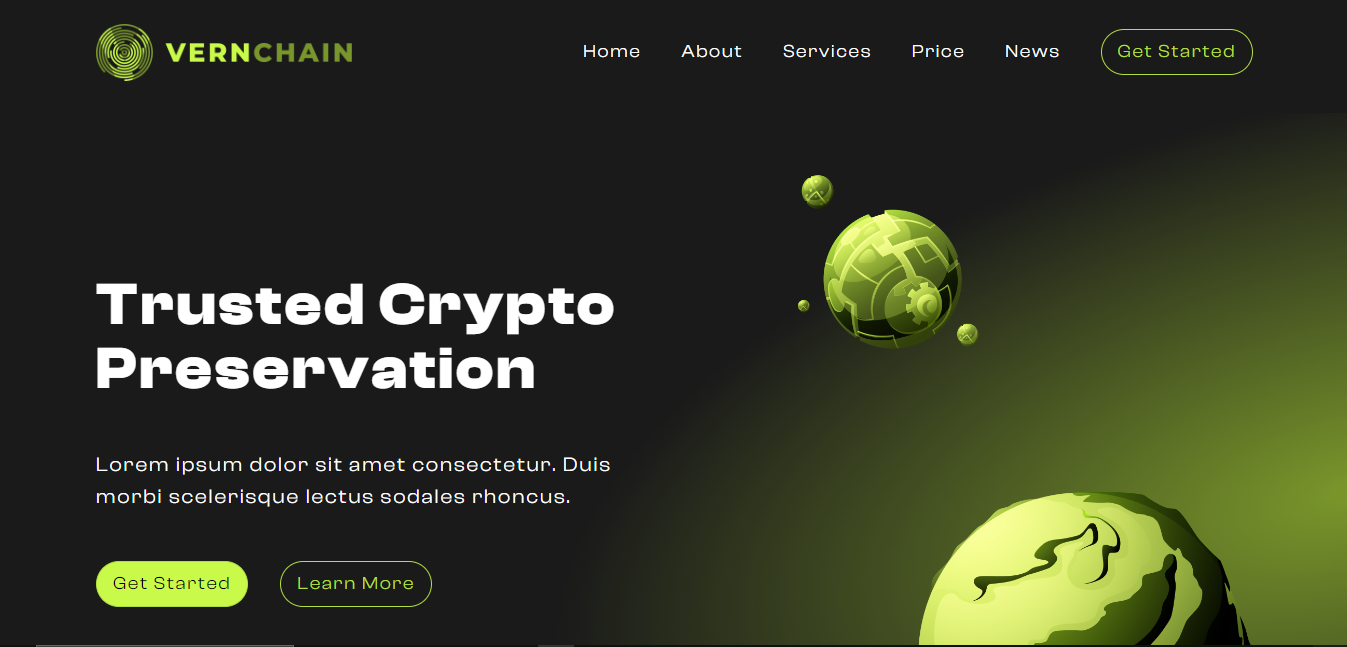 VERNCHAIN
Home About Services Price News Get Started
Trusted Crypto
Preservation
Lorem ipsum dolor sit amet consectetur. Duis
morbi scelerisque lectus sodales rhoncus.
Get Started Learn More